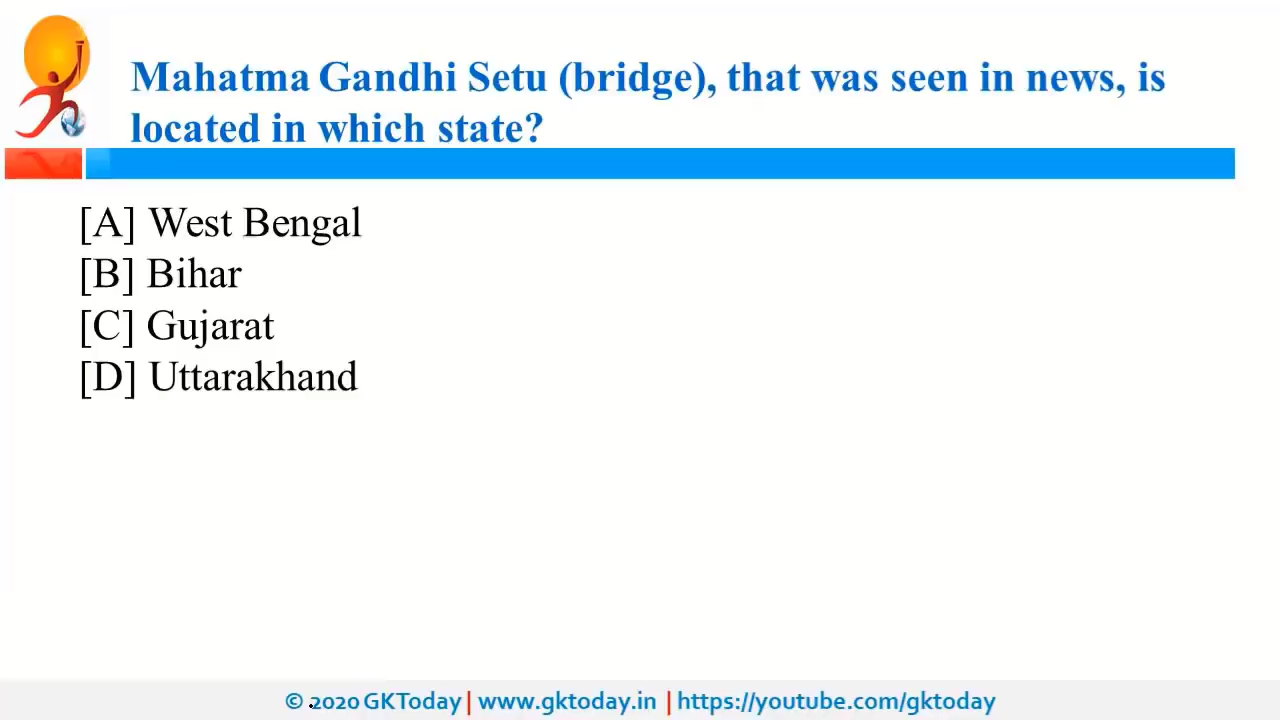 Mahatma Gandhi Setu (bridge), that was seen in news, is
located in which state?
[A] West Bengal
[B] Bihar
[C] Gujarat
[D] Uttarakhand
© 2020 GKToday | www.gktoday.in | https://youtube.com/gktoday